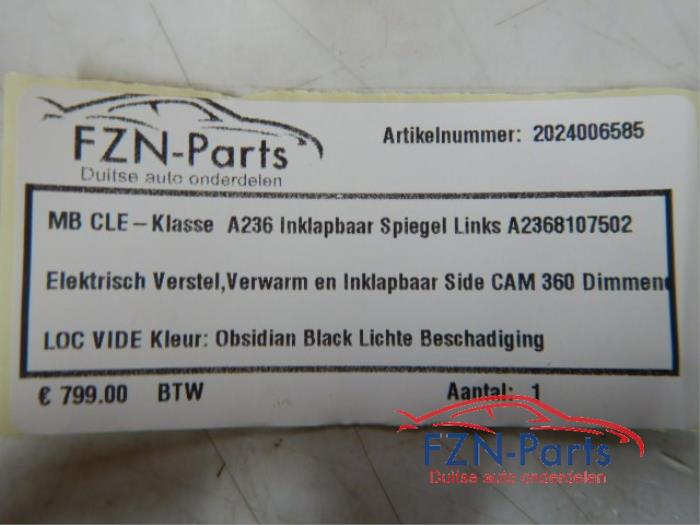 FZN-Parts
Duitse auto onderdelen
Artikelnummer: 2024006585
MB CLE-Klasse A236 Inklapbaar Spiegel Links A2368107502
Elektrisch Verstel,Verwarm en Inklapbaar Side CAM 360 Dimmend
LOC VIDE Kleur: Obsidian Black Lichte Beschadiging
€ 799.00 BTW Aantal: 1
FZN-Parts
Duitse auto onderdelen